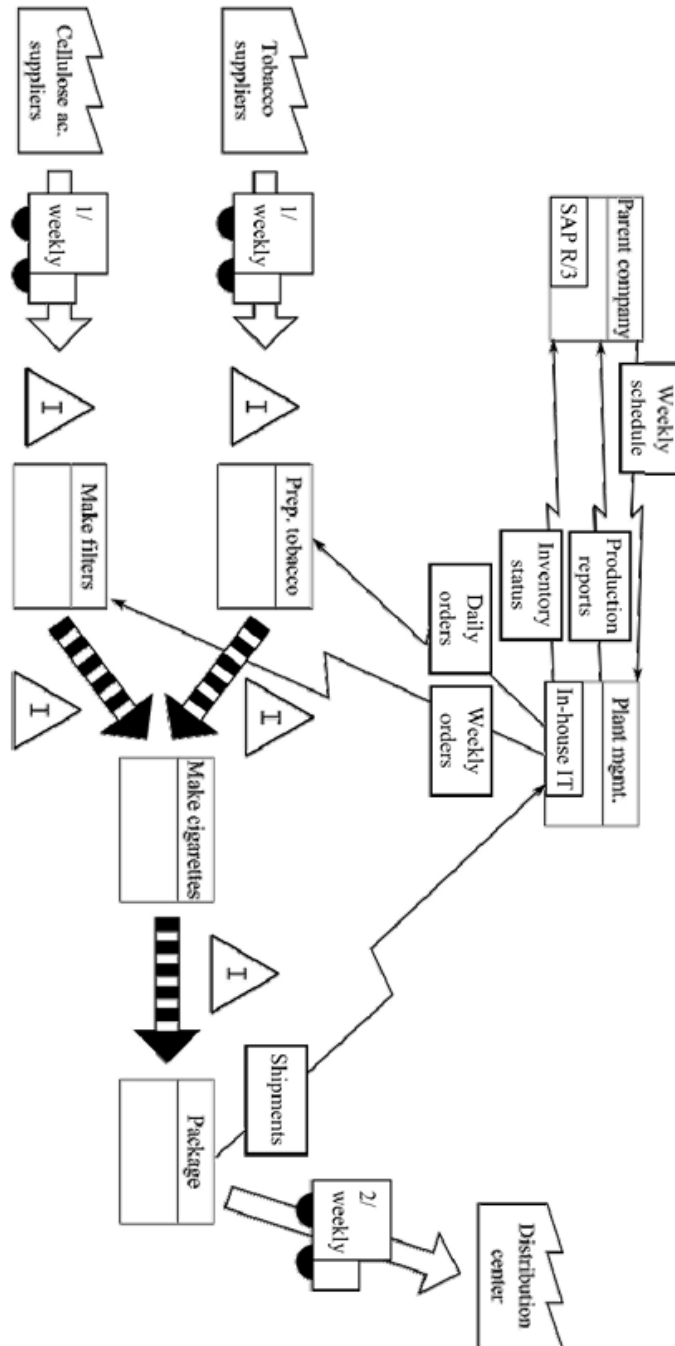 Parent company
SAP R/3
Weekly
schedule
Production
reports
Inventory
status
Plant mgmt.
In-house IT
Daily
orders
Weekly
orders
Shipments
Tobacco
suppliers
1/
weekly
I
Prep. tobacco
I
Cellulose ac.
suppliers
1/
weekly
I
Make filters
I
Make cigarettes
I
Package
2/
weekly
Distribution
center